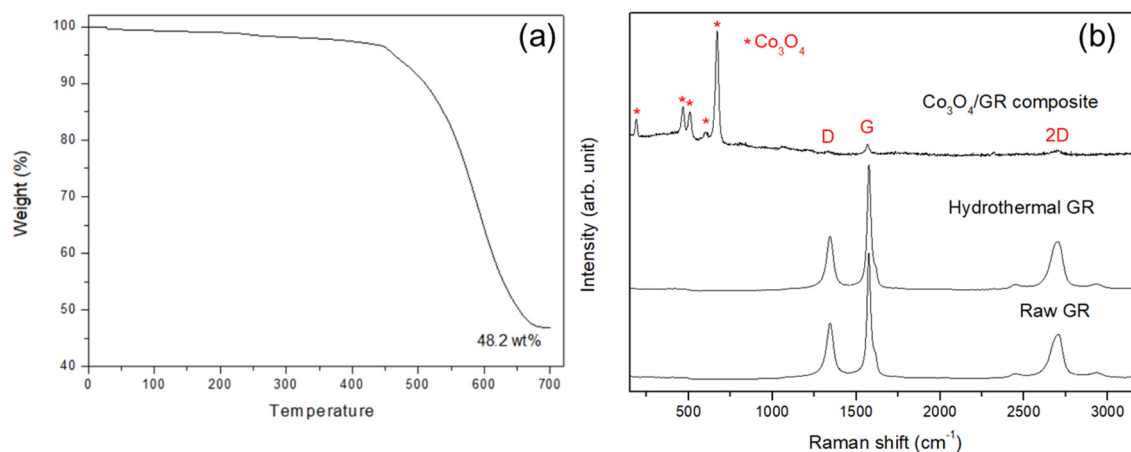 (a)
100
90
80
70
60
50
40
Weight (%)
48.2 wt%
0 100 200 300 400 500 600 700
Temperature
(b)
* Co₃O₄
*
*
*
*
*
Co₃O₄/GR composite
D
G
2D
Hydrothermal GR
Raw GR
Intensity (arb. unit)
500 1000 1500 2000 2500 3000
Raman shift (cm⁻¹)